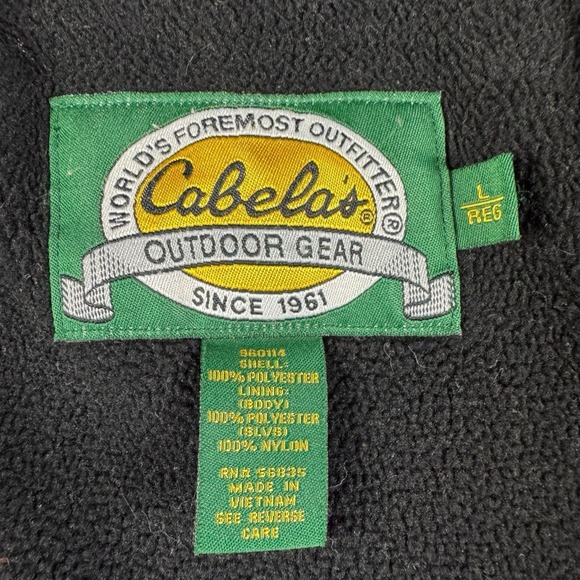 WORLD'S FOREMOST OUTFITTER®
Cabela's®
OUTDOOR GEAR
SINCE 1961
L
REG
960114
SHELL:
100% POLYESTER
LINING:
(BODY)
100% POLYESTER
(SLVS)
100% NYLON
RN# 56835
MADE IN
VIETNAM
SEE REVERSE
CARE